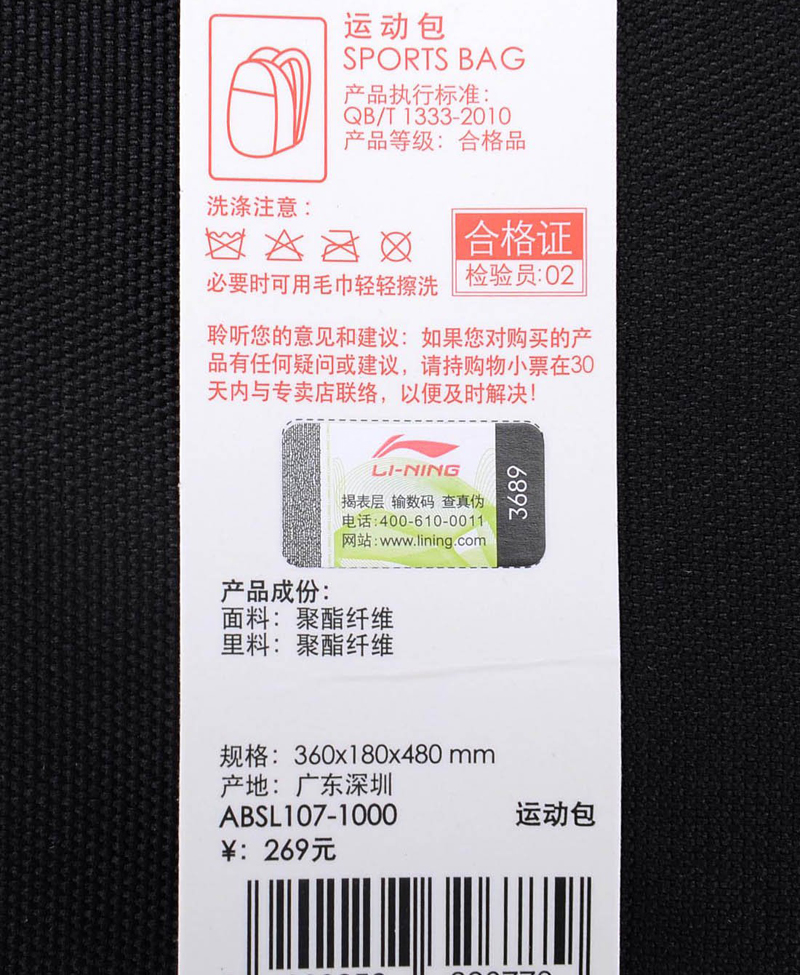 运动包
SPORTS BAG
产品执行标准：
QB/T 1333-2010
产品等级：合格品
洗涤注意：
必要时可用毛巾轻轻擦洗
合格证
检验员:02
聆听您的意见和建议：如果您对购买的产
品有任何疑问或建议，请持购物小票在30
天内与专卖店联络，以便及时解决！
LI-NING
揭表层 输数码 查真伪
电话:400-610-0011
网站:www.lining.com
3689
产品成份：
面料：聚酯纤维
里料：聚酯纤维
规格：360x180x480 mm
产地：广东深圳
ABSL107-1000
运动包
¥：269元